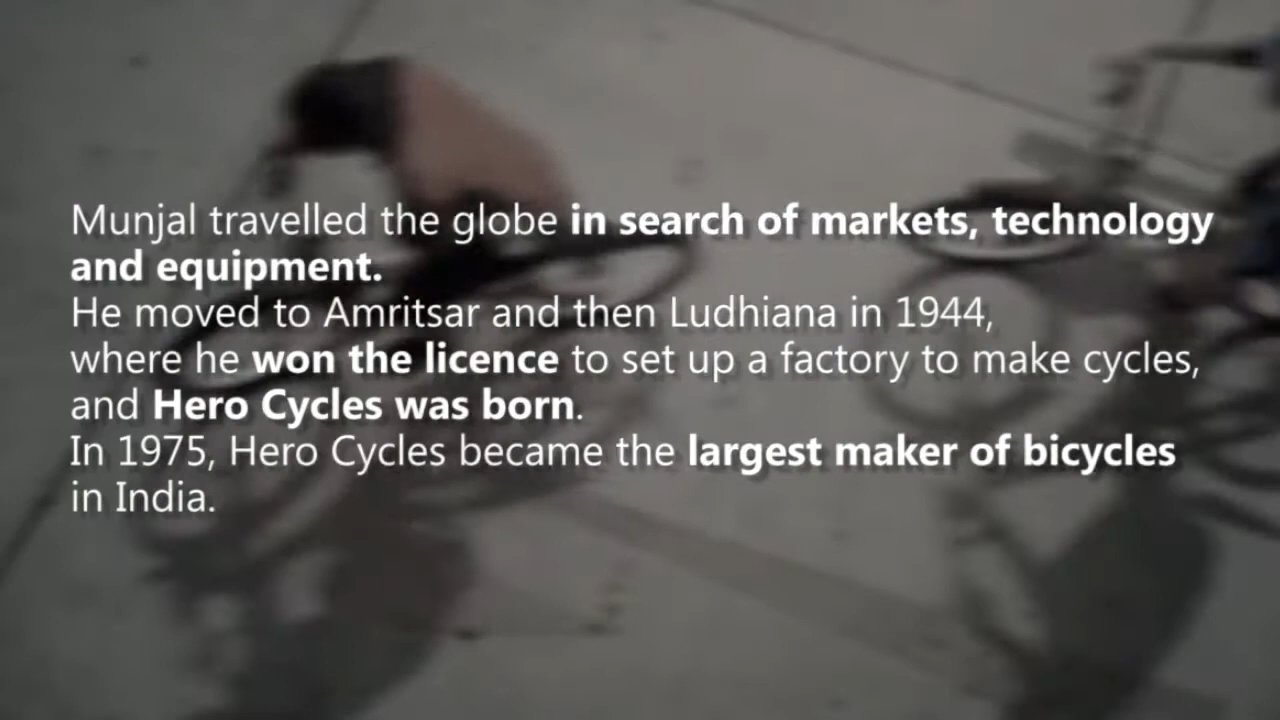 Munjal travelled the globe in search of markets, technology
and equipment.
He moved to Amritsar and then Ludhiana in 1944,
where he won the licence to set up a factory to make cycles,
and Hero Cycles was born.
In 1975, Hero Cycles became the largest maker of bicycles
in India.